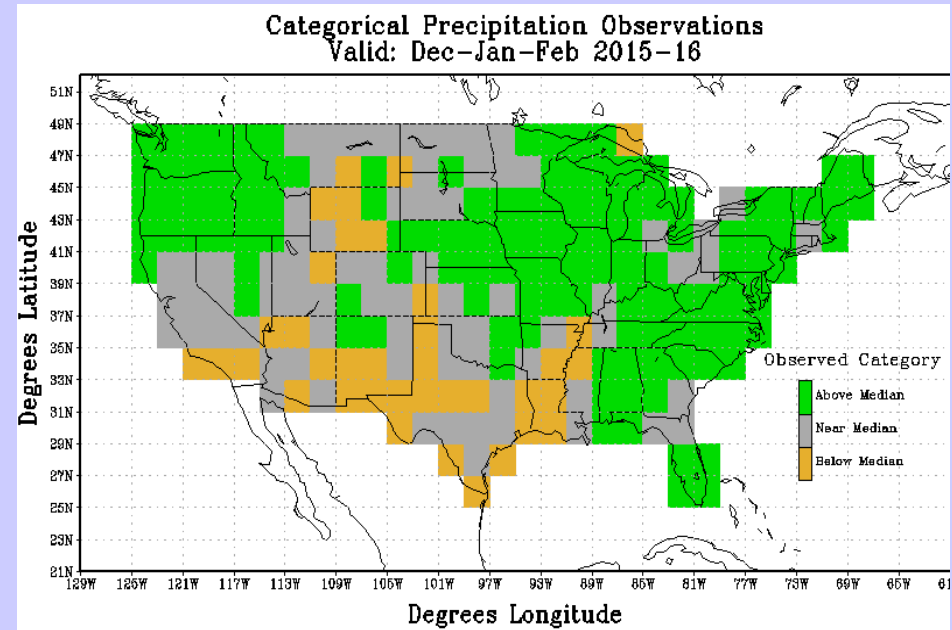 Categorical Precipitation Observations
Valid: Dec-Jan-Feb 2015-16
51N
49N
47N
45N
43N
41N
39N
37N
35N
33N
31N
29N
27N
25N
23N
21N
Degrees Latitude
Observed Category
Above Median
Near Median
Below Median
129W 125W 121W 117W 113W 109W 105W 101W 97W 93W 89W 85W 81W 77W 73W 69W 65W 61
Degrees Longitude